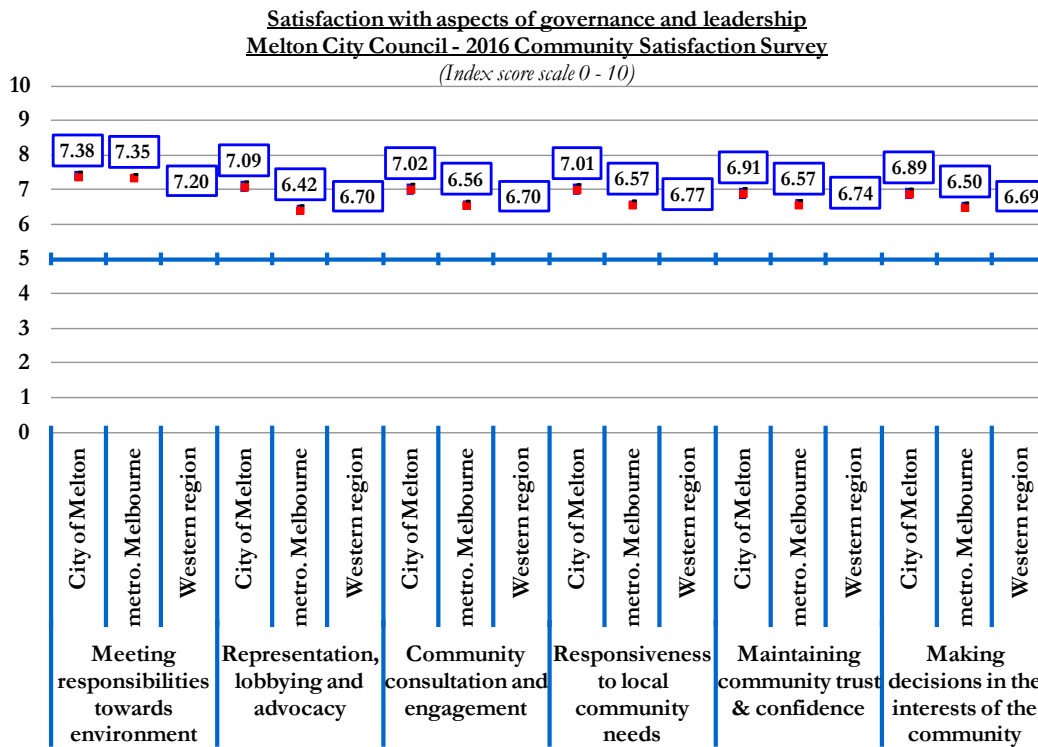 Satisfaction with aspects of governance and leadership
Melton City Council - 2016 Community Satisfaction Survey
(Index score scale 0 - 10)
10
9
8
7
6
5
4
3
2
1
0
7.38
7.35
7.20
7.09
6.42
6.70
7.02
6.56
6.70
7.01
6.57
6.77
6.91
6.57
6.74
6.89
6.50
6.69
City of Melton
metro. Melbourne
Western region
City of Melton
metro. Melbourne
Western region
City of Melton
metro. Melbourne
Western region
City of Melton
metro. Melbourne
Western region
City of Melton
metro. Melbourne
Western region
City of Melton
metro. Melbourne
Western region
Meeting
responsibilities
towards
environment
Representation,
lobbying and
advocacy
Community
consultation and
engagement
Responsiveness
to local
community
needs
Maintaining
community trust
& confidence
Making
decisions in the
interests of the
community